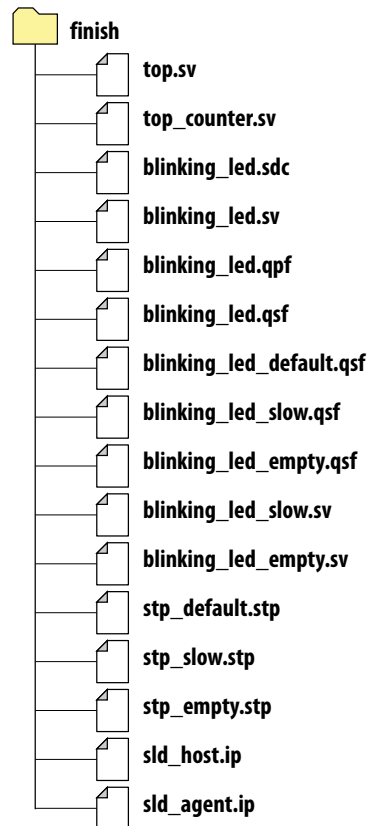 finish
top.sv
top_counter.sv
blinking_led.sdc
blinking_led.sv
blinking_led.qpf
blinking_led.qsf
blinking_led_default.qsf
blinking_led_slow.qsf
blinking_led_empty.qsf
blinking_led_slow.sv
blinking_led_empty.sv
stp_default.stp
stp_slow.stp
stp_empty.stp
sld_host.ip
sld_agent.ip